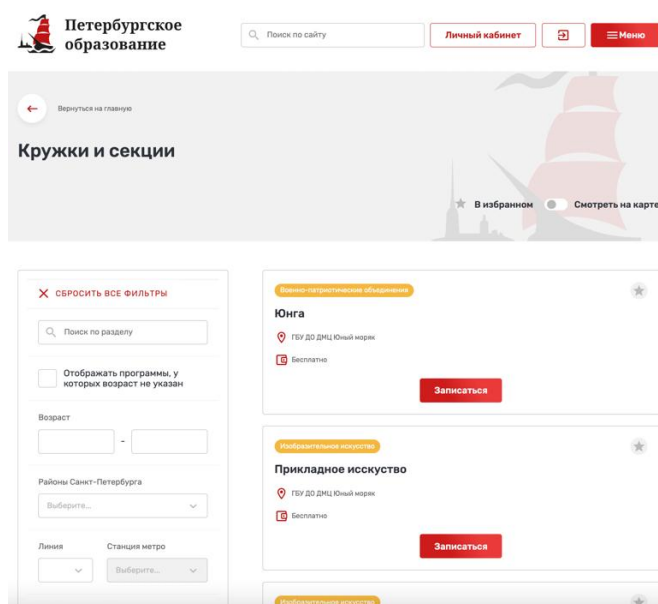 Петербургское
образование
Поиск по сайту
Личный кабинет
Меню
Вернуться на главную
Кружки и секции
В избранном
Смотреть на карте
СБРОСИТЬ ВСЕ ФИЛЬТРЫ
Поиск по разделу
Отображать программы, у
которых возраст не указан
Возраст
-
Районы Санкт-Петербурга
Выберите...
Линия Станция метро
Выберите...
Военно-патриотические объединения
Юнга
ГБУ ДО ДМЦ Юный моряк
Бесплатно
Записаться
Изобразительное искусство
Прикладное исскуство
ГБУ ДО ДМЦ Юный моряк
Бесплатно
Записаться
Изобразительное искусство